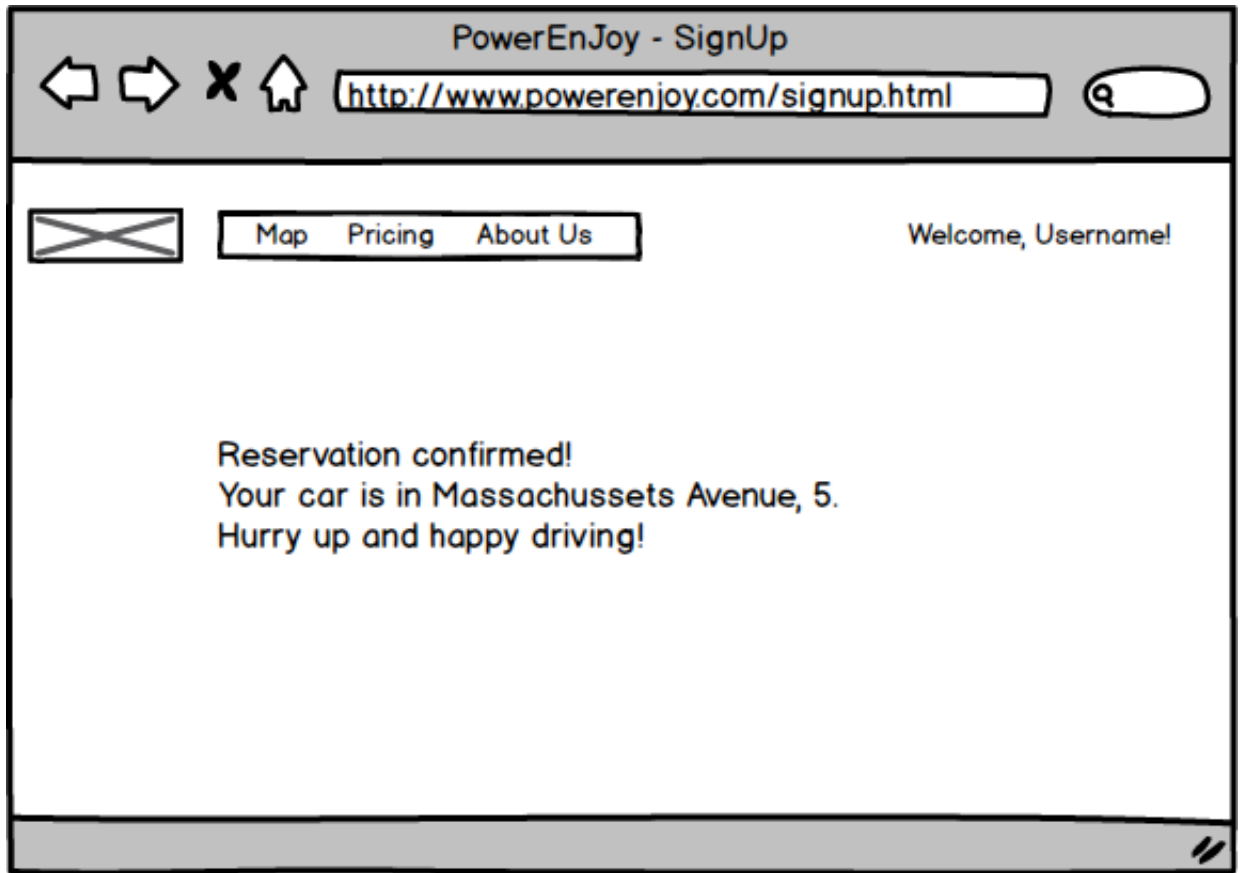 PowerEnJoy - SignUp
http://www.powerenjoy.com/signup.html
Map Pricing About Us
Welcome, Username!
Reservation confirmed!
Your car is in Massachussets Avenue, 5.
Hurry up and happy driving!